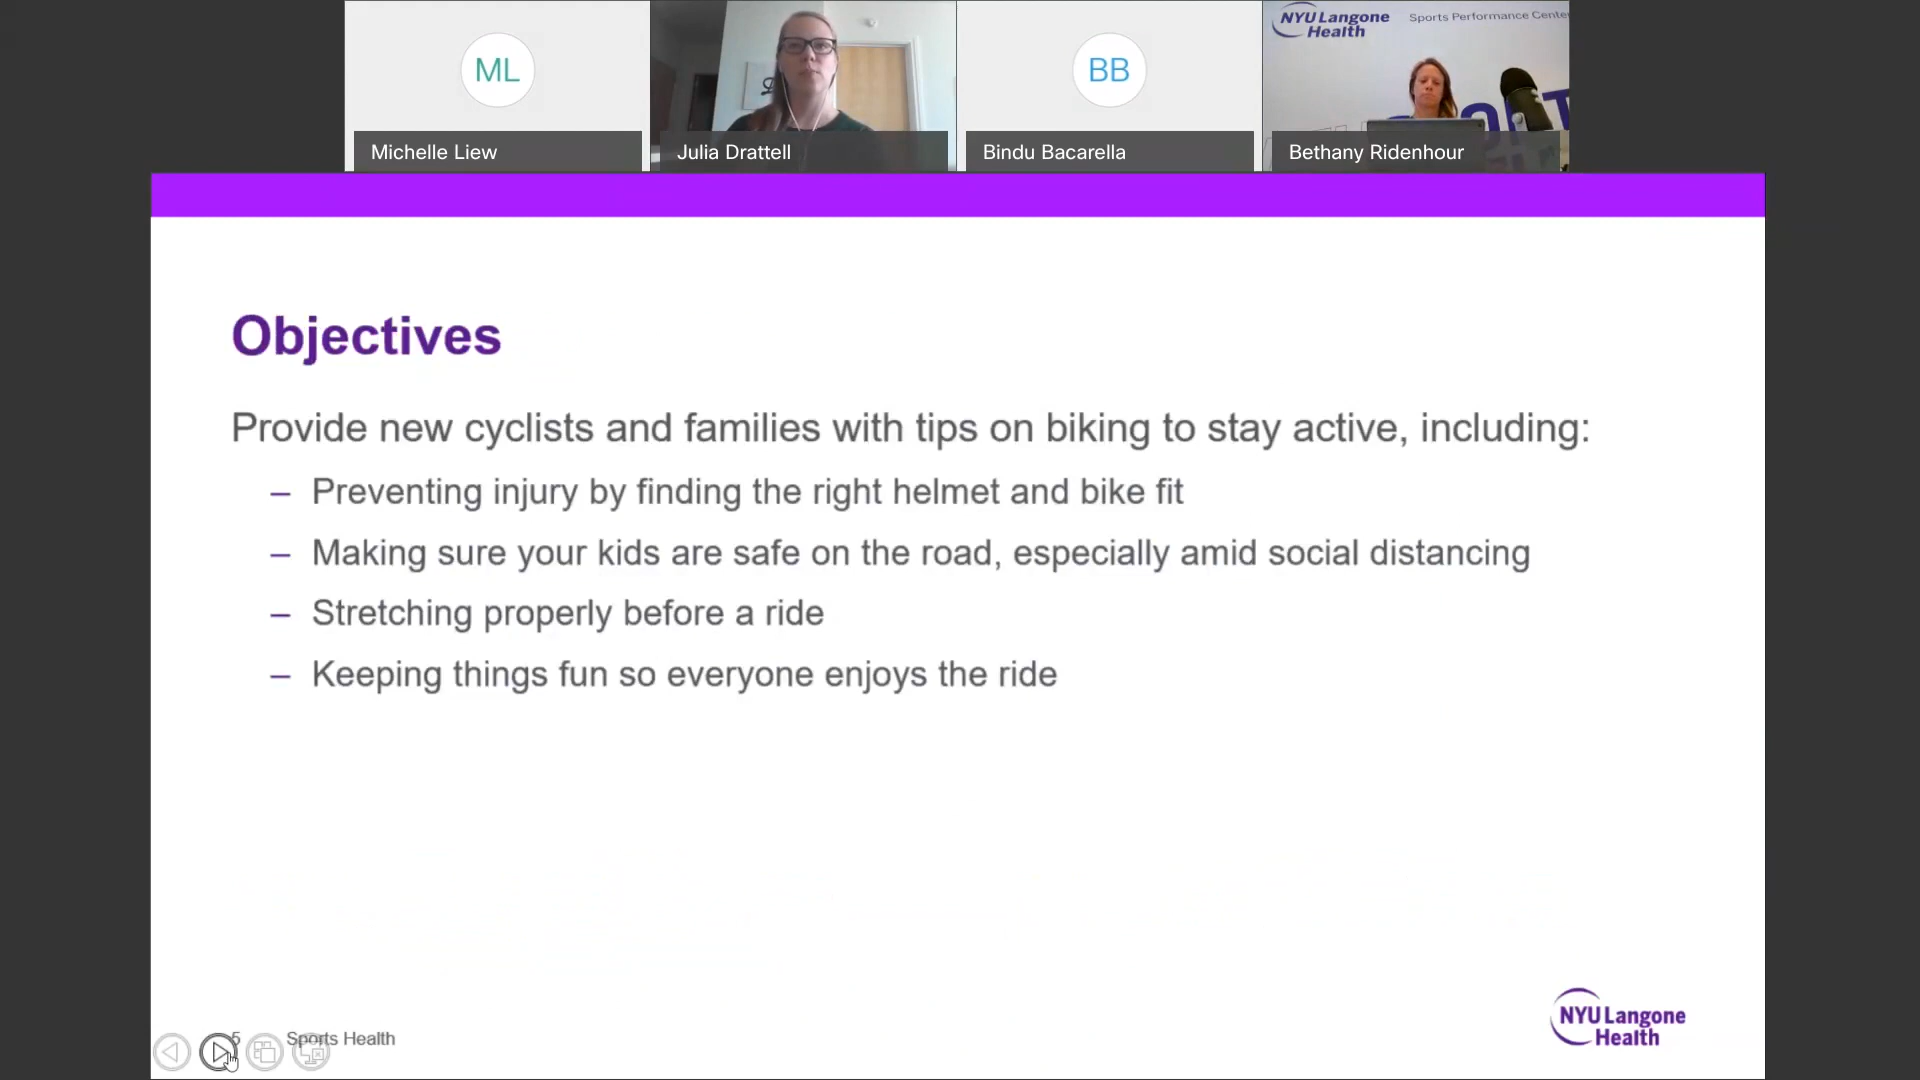 ML
BB
NYU Langone
Health
Sports Performance Center
Michelle Liew
Julia Drattell
Bindu Bacarella
Bethany Ridenhour
Objectives
Provide new cyclists and families with tips on biking to stay active, including:
– Preventing injury by finding the right helmet and bike fit
– Making sure your kids are safe on the road, especially amid social distancing
– Stretching properly before a ride
– Keeping things fun so everyone enjoys the ride
5 Sports Health
NYU Langone
Health